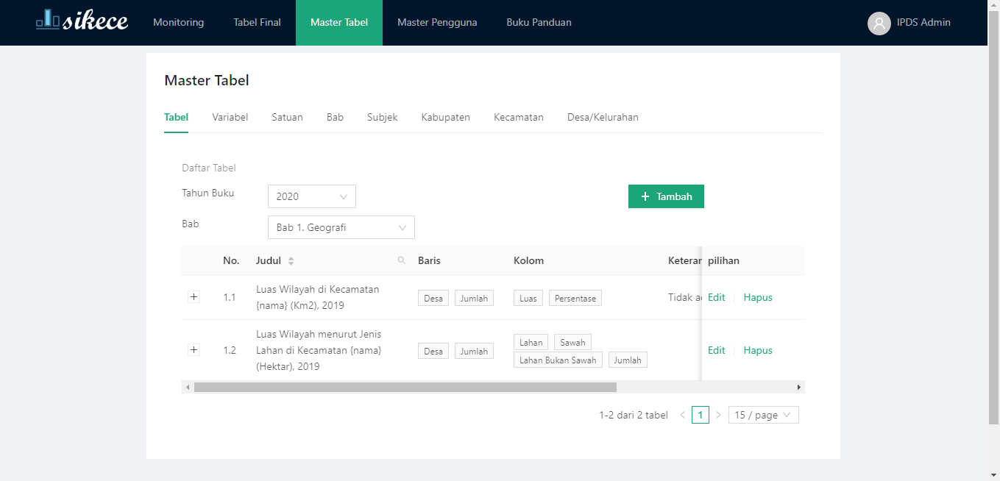 sikece Monitoring Tabel Final Master Tabel Master Pengguna Buku Panduan IPDS Admin
Master Tabel
Tabel Variabel Satuan Bab Subjek Kabupaten Kecamatan Desa/Kelurahan
Daftar Tabel
Tahun Buku 2020 + Tambah
Bab Bab 1. Geografi
No. Judul Baris Kolom Keteran pilihan
+ 1.1 Luas Wilayah di Kecamatan Desa Jumlah Luas Persentase Tidak a Edit Hapus
{nama} (Km2), 2019
+ 1.2 Luas Wilayah menurut Jenis Desa Jumlah Lahan Sawah Edit Hapus
Lahan di Kecamatan {nama} Lahan Bukan Sawah Jumlah
(Hektar), 2019
1-2 dari 2 tabel < 1 > 15 / page